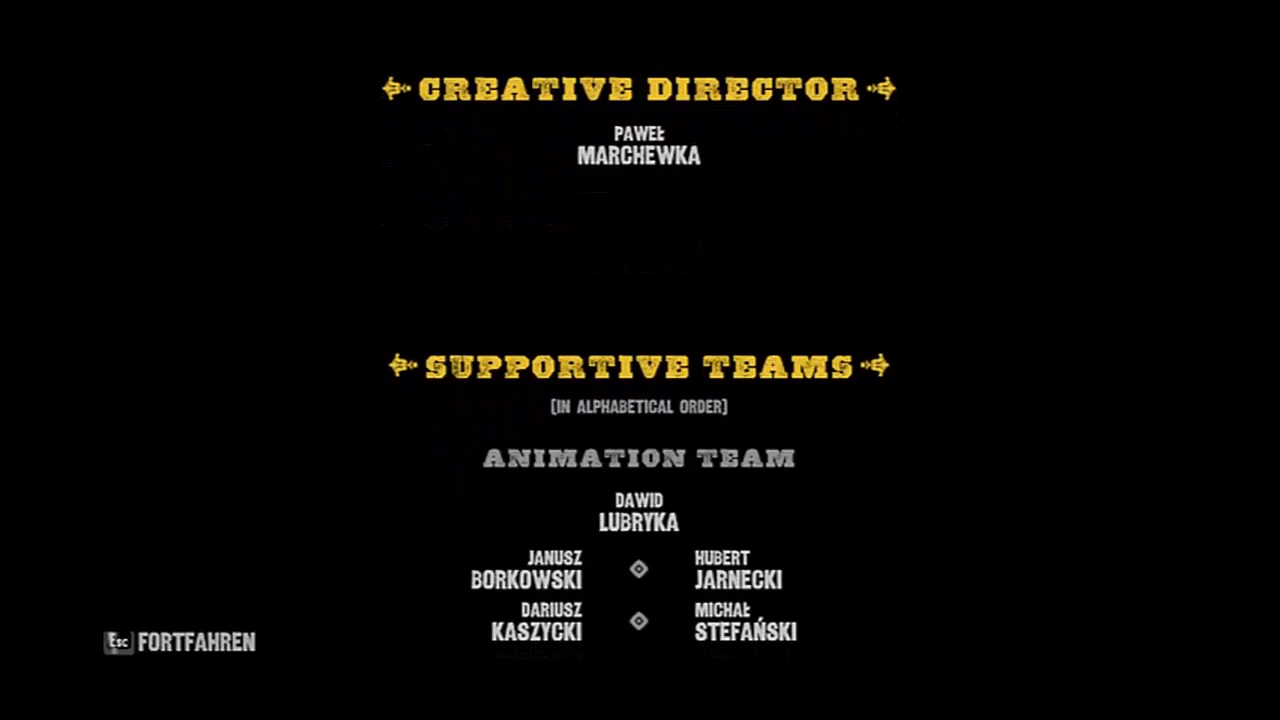 CREATIVE DIRECTOR
PAWEŁ
MARCHEWKA
SUPPORTIVE TEAMS
(IN ALPHABETICAL ORDER)
ANIMATION TEAM
DAWID
LUBRYKA
JANUSZ
BORKOWSKI
HUBERT
JARNECKI
DARIUSZ
KASZYCKI
MICHAŁ
STEFAŃSKI
Esc FORTFAHREN